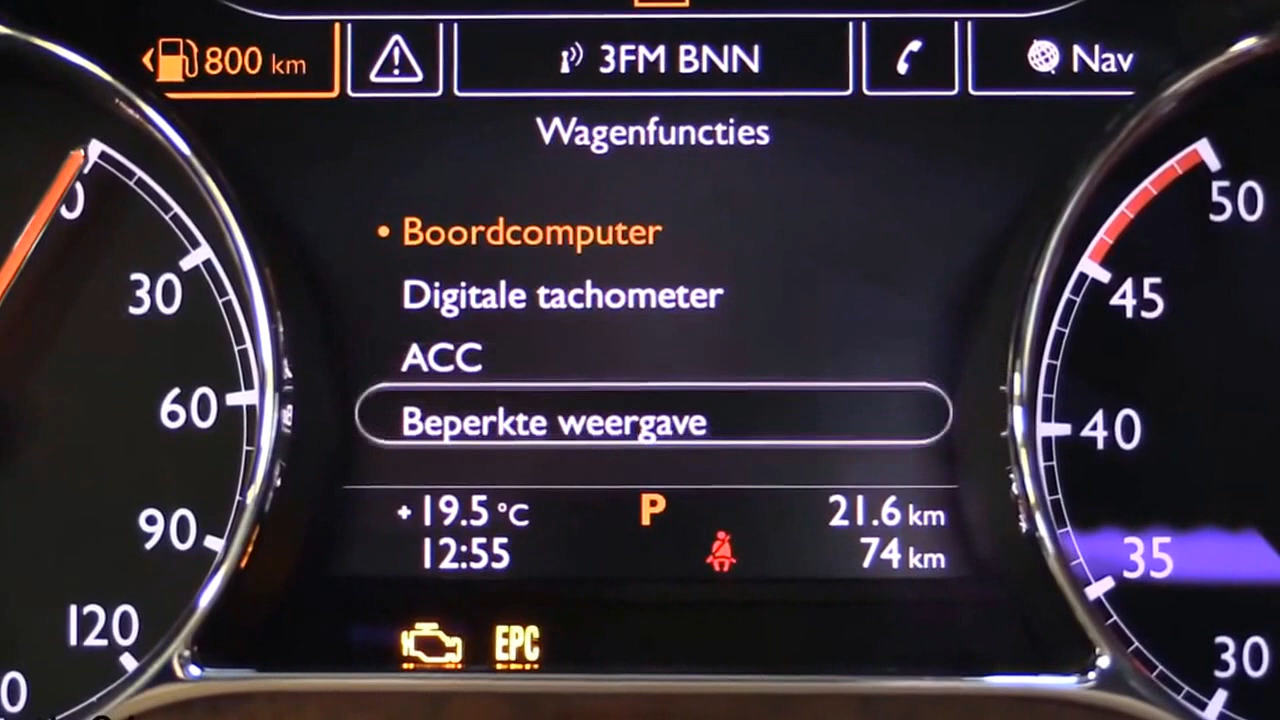 800 km
3FM BNN
Nav
Wagenfuncties
• Boordcomputer
Digitale tachometer
ACC
Beperkte weergave
+19.5 °C
P
21.6 km
12:55
74 km
EPC
0
30
60
90
120
50
45
40
35
30